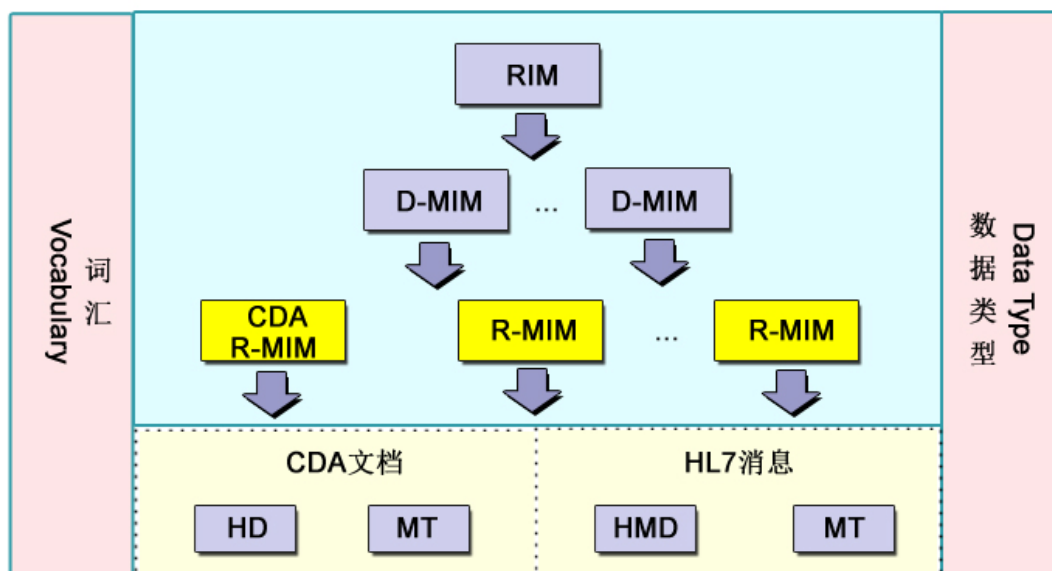 Vocabulary
词汇
RIM
D-MIM
...
D-MIM
CDA
R-MIM
R-MIM
...
R-MIM
CDA文档
HL7消息
HD
MT
HMD
MT
数据类型
Data Type